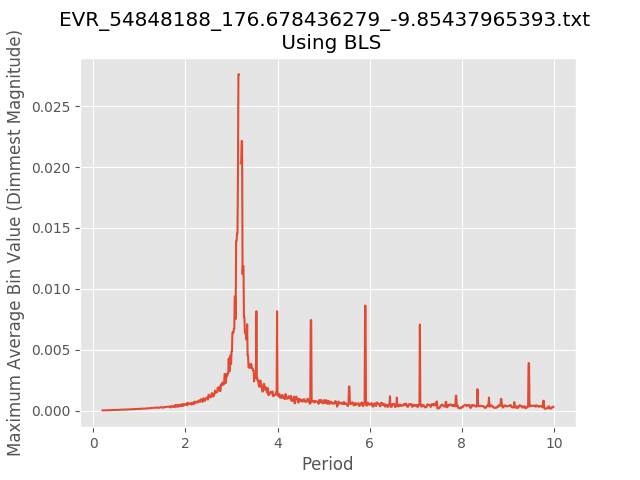 EVR_54848188_176.678436279_-9.85437965393.txt
Using BLS
Maximum Average Bin Value (Dimmest Magnitude)
0.025
0.020
0.015
0.010
0.005
0.000
0 2 4 6 8 10
Period